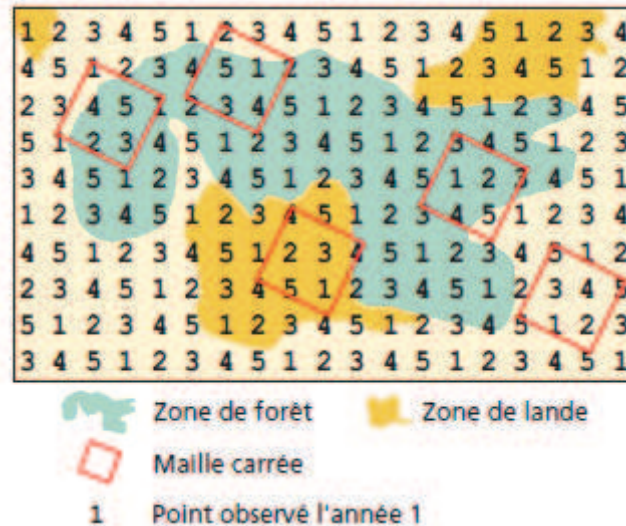 1 2 3 4 5 1 2 3 4 5 1 2 3 4 5 1 2 3 4
4 5 1 2 3 4 5 1 2 3 4 5 1 2 3 4 5 1 2
2 3 4 5 1 2 3 4 5 1 2 3 4 5 1 2 3 4 5
5 1 2 3 4 5 1 2 3 4 5 1 2 3 4 5 1 2 3
3 4 5 1 2 3 4 5 1 2 3 4 5 1 2 3 4 5 1
1 2 3 4 5 1 2 3 4 5 1 2 3 4 5 1 2 3 4
4 5 1 2 3 4 5 1 2 3 4 5 1 2 3 4 5 1 2
2 3 4 5 1 2 3 4 5 1 2 3 4 5 1 2 3 4 5
5 1 2 3 4 5 1 2 3 4 5 1 2 3 4 5 1 2 3
3 4 5 1 2 3 4 5 1 2 3 4 5 1 2 3 4 5 1
Zone de forêt Zone de lande
Maille carrée
1 Point observé l'année 1